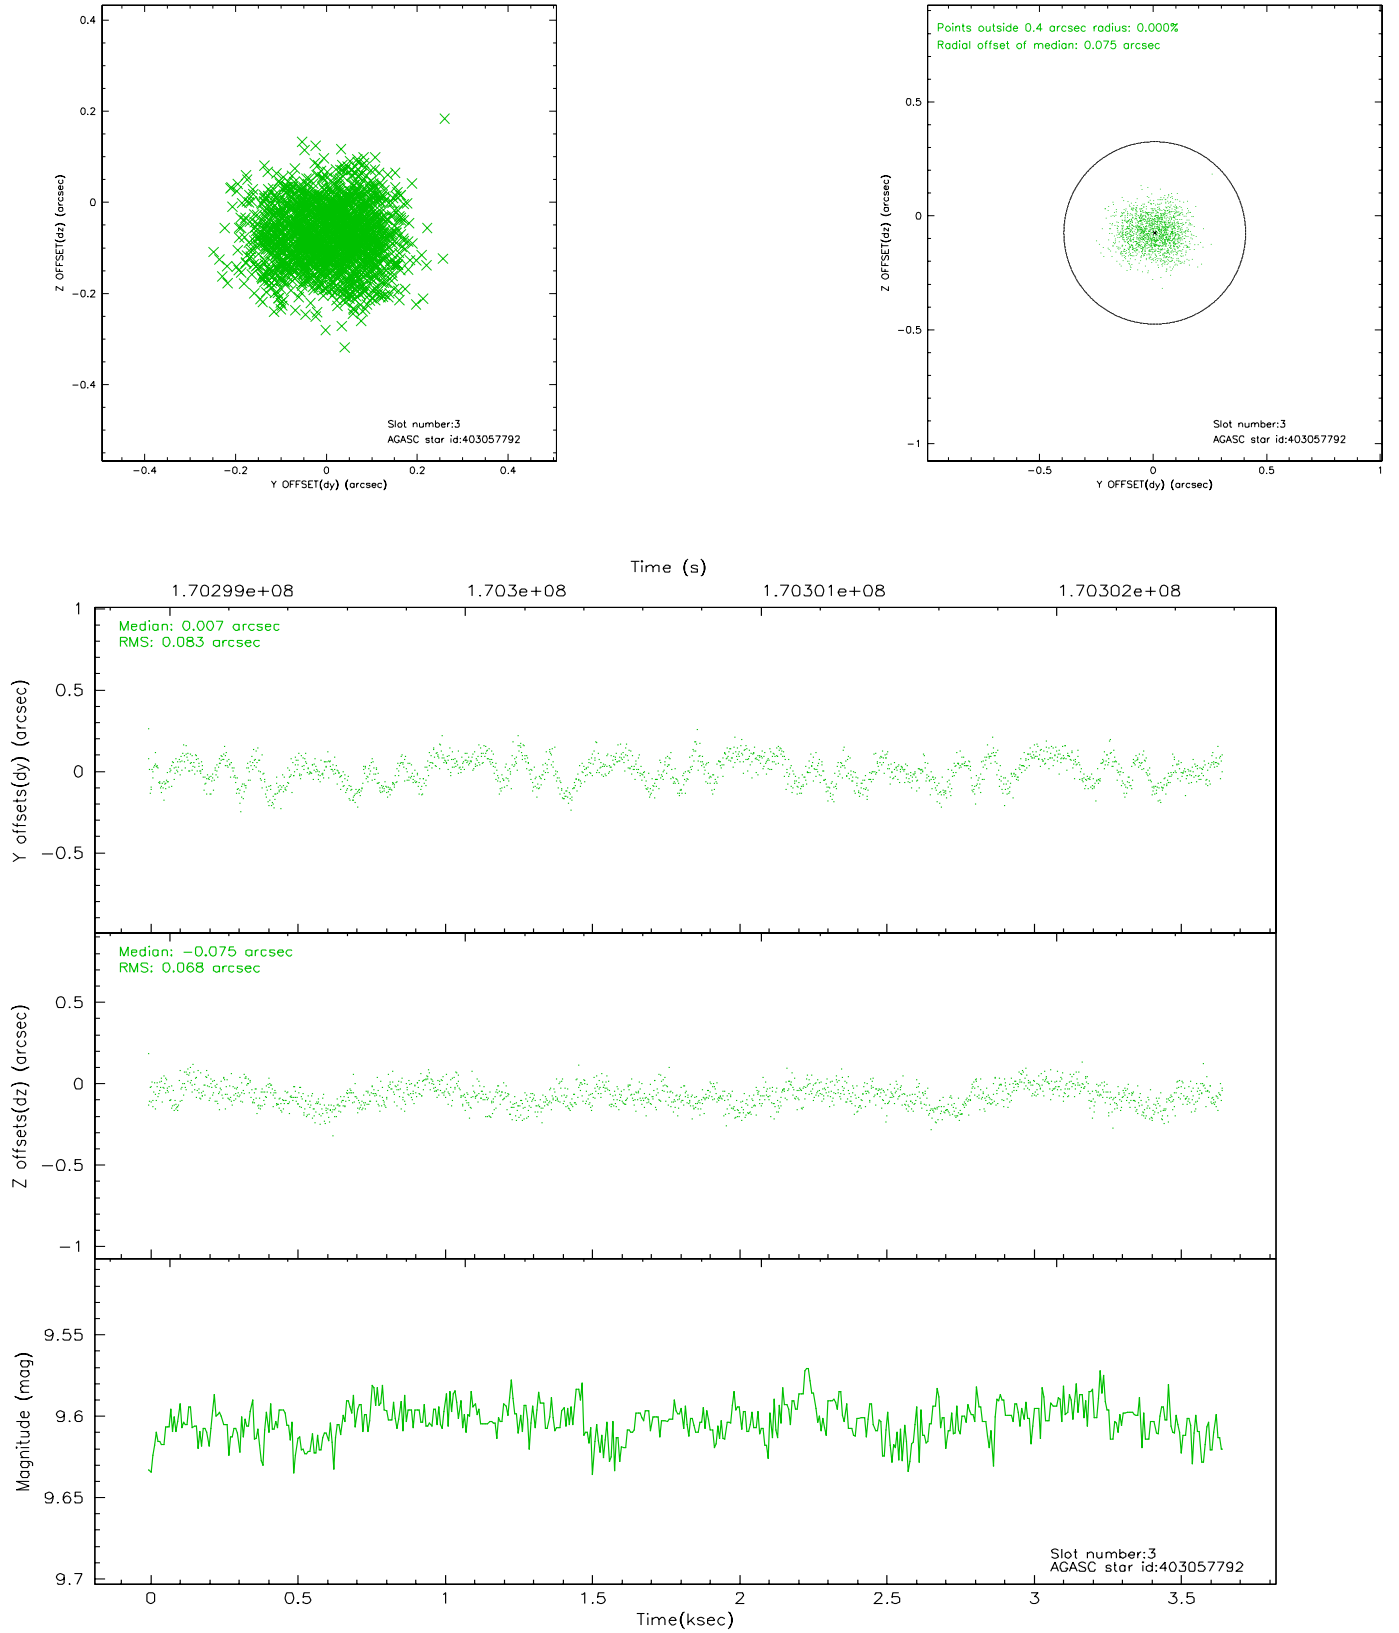 0.4
0.2
0
−0.2
−0.4
Z OFFSET(dz) (arcsec)
−0.4
−0.2
0
0.2
0.4
Y OFFSET(dy) (arcsec)
Slot number:3
AGASC star id:403057792
Points outside 0.4 arcsec radius: 0.000%
Radial offset of median: 0.075 arcsec
0.5
0
−0.5
−1
Z OFFSET(dz) (arcsec)
−0.5
0
0.5
1
Y OFFSET(dy) (arcsec)
Slot number:3
AGASC star id:403057792
Time (s)
1.70299e+08
1.703e+08
1.70301e+08
1.70302e+08
Median: 0.007 arcsec
RMS: 0.083 arcsec
1
0.5
0
−0.5
Y offsets(dy) (arcsec)
Median: −0.075 arcsec
RMS: 0.068 arcsec
0.5
0
−0.5
−1
Z offsets(dz) (arcsec)
9.55
9.6
9.65
9.7
Magnitude (mag)
Slot number:3
AGASC star id:403057792
0
0.5
1
1.5
2
2.5
3
3.5
Time(ksec)